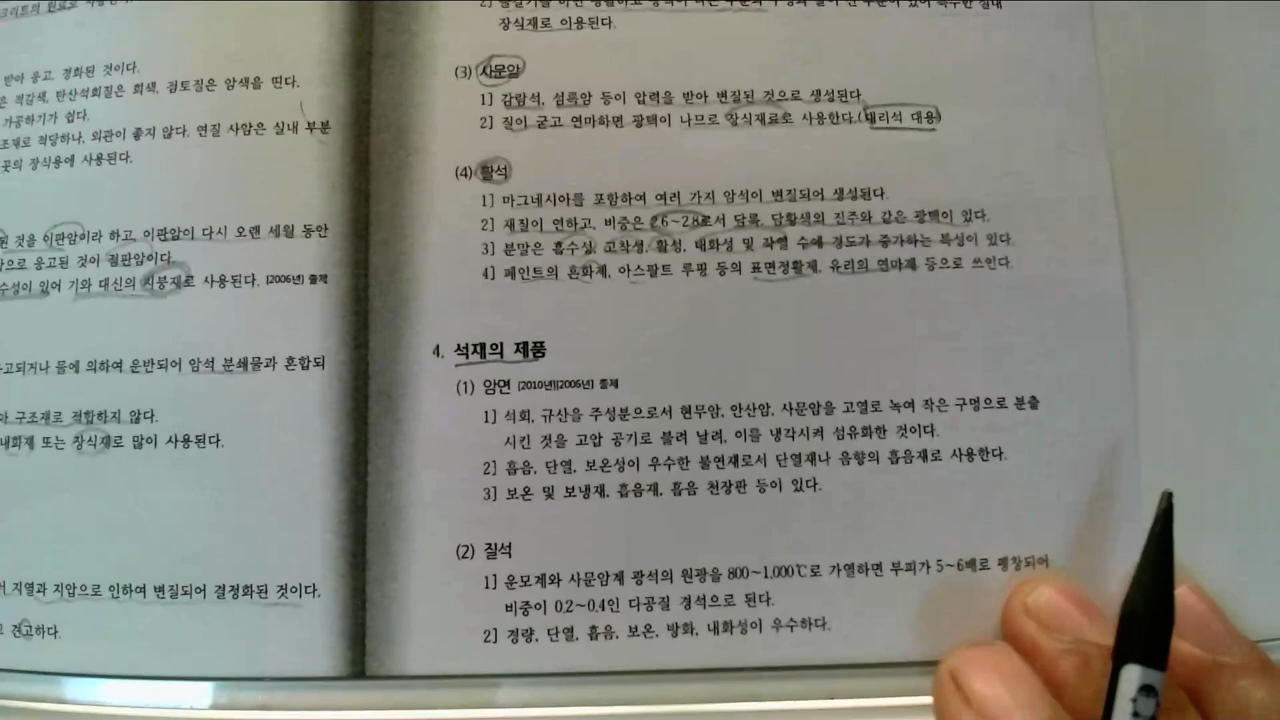 받아 응고, 경화된 것이다.
은 적갈색, 탄산석회질은 회색, 검토질은 암색을 띤다.
가공하기가 쉽다.
조재로 적당하나, 외관이 좋지 않다. 연질 사암은 실내 부분
곳의 장식용에 사용된다.
된 것을 이판암이라 하고, 이판암이 다시 오랜 세월 동안
으로 응고된 것이 점판암이다.
수성이 있어 기와 대신의 지붕재로 사용된다. [2006년] 출제
고되거나 물에 의하여 운반되어 암석 분쇄물과 혼합되
구조재로 적합하지 않다.
내화재 또는 장식재로 많이 사용된다.
지열과 지압으로 인하여 변질되어 결정화된 것이다.
견고하다.
장식재로 이용된다.
(3) 사문암
1] 감람석, 섬록암 등이 압력을 받아 변질된 것으로 생성된다.
2] 질이 굳고 연마하면 광택이 나므로 장식재료로 사용한다.(대리석 대용)
(4) 활석
1] 마그네시아를 포함하여 여러 가지 암석이 변질되어 생성된다.
2] 재질이 연하고, 비중은 2.6~2.8로서 담록, 담황색의 진주와 같은 광택이 있다.
3] 분말은 흡수성, 고착성, 활성, 내화성 및 작열 수에 경도가 증가하는 특성이 있다.
4] 페인트의 혼화제, 아스팔트 루핑 등의 표면정활제, 유리의 연마제 등으로 쓰인다.
4. 석재의 제품
(1) 암면 [2010년][2006년] 출제
1] 석회, 규산을 주성분으로서 현무암, 안산암, 사문암을 고열로 녹여 작은 구멍으로 분출
시킨 것을 고압 공기로 불려 날려, 이를 냉각시켜 섬유화한 것이다.
2] 흡음, 단열, 보온성이 우수한 불연재로서 단열재나 음향의 흡음재로 사용한다.
3] 보온 및 보냉재, 흡음재, 흡음 천장판 등이 있다.
(2) 질석
1] 운모계와 사문암계 광석의 원광을 800~1,000℃로 가열하면 부피가 5~6배로 팽창되어
비중이 0.2~0.4인 다공질 경석으로 된다.
2] 경량, 단열, 흡음, 보온, 방화, 내화성이 우수하다.